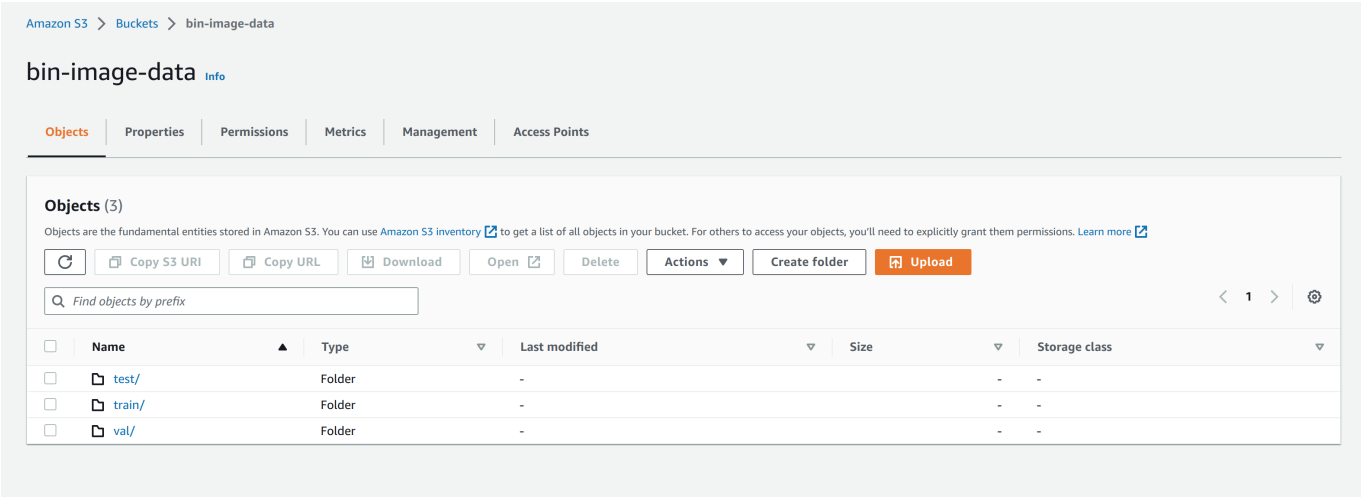 Amazon S3 > Buckets > bin-image-data
bin-image-data Info
Objects Properties Permissions Metrics Management Access Points
Objects (3)
Objects are the fundamental entities stored in Amazon S3. You can use Amazon S3 inventory to get a list of all objects in your bucket. For others to access your objects, you'll need to explicitly grant them permissions. Learn more
Copy S3 URI Copy URL Download Open Delete Actions Create folder Upload
Find objects by prefix
1
Name Type Last modified Size Storage class
test/ Folder - - -
train/ Folder - - -
val/ Folder - - -